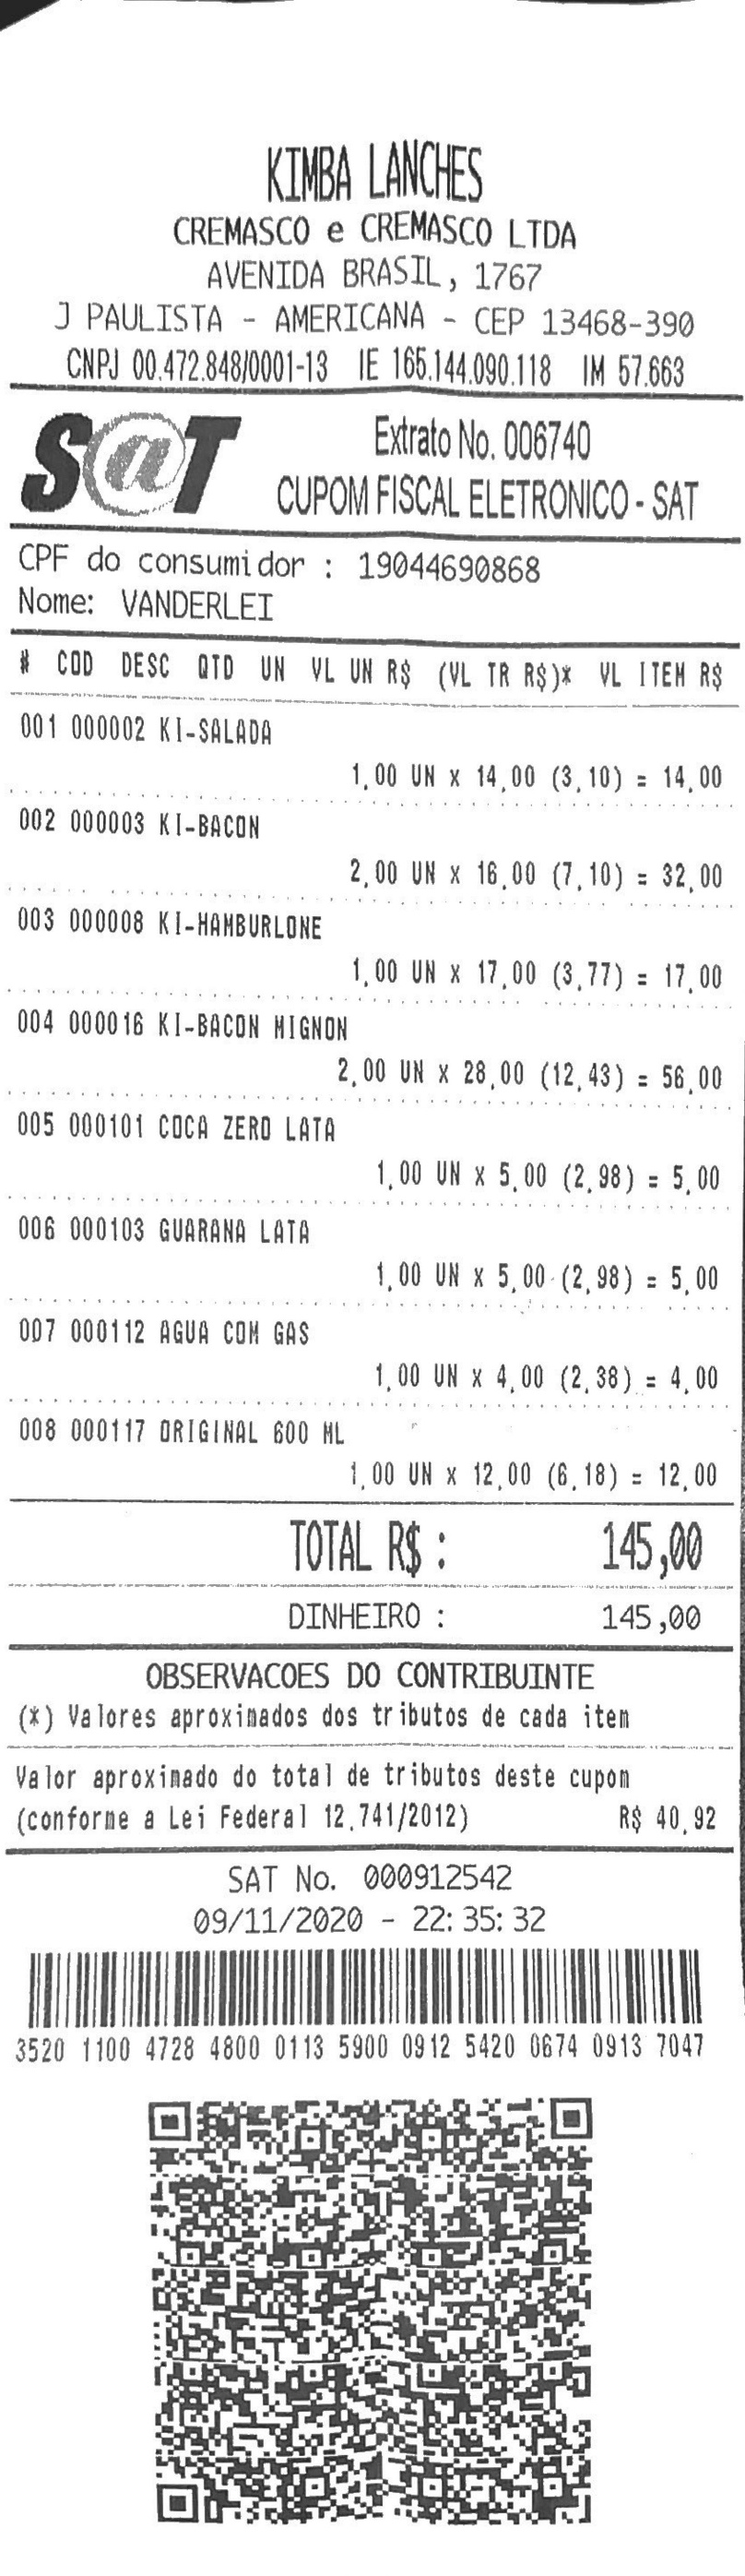 KIMBA LANCHES
CREMASCO e CREMASCO LTDA
AVENIDA BRASIL, 1767
J PAULISTA - AMERICANA - CEP 13468-390
CNPJ 00.472.848/0001-13 IE 165.144.090.118 IM 57.663
S@T
Extrato No. 006740
CUPOM FISCAL ELETRONICO - SAT
CPF do consumidor : 19044690868
Nome: VANDERLEI
# COD DESC QTD UN VL UN R$ (VL TR R$)* VL ITEM R$
001 000002 KI-SALADA
1,00 UN x 14,00 (3,10) = 14,00
002 000003 KI-BACON
2,00 UN x 16,00 (7,10) = 32,00
003 000008 KI-HAMBURLONE
1,00 UN x 17,00 (3,77) = 17,00
004 000016 KI-BACON MIGNON
2,00 UN x 28,00 (12,43) = 56,00
005 000101 COCA ZERO LATA
1,00 UN x 5,00 (2,98) = 5,00
006 000103 GUARANA LATA
1,00 UN x 5,00 (2,98) = 5,00
007 000112 AGUA COM GAS
1,00 UN x 4,00 (2,38) = 4,00
008 000117 ORIGINAL 600 ML
1,00 UN x 12,00 (6,18) = 12,00
TOTAL R$ : 145,00
DINHEIRO : 145,00
OBSERVACOES DO CONTRIBUINTE
(*) Valores aproximados dos tributos de cada item
Valor aproximado do total de tributos deste cupom
(conforme a Lei Federal 12.741/2012) R$ 40,92
SAT No. 000912542
09/11/2020 - 22:35:32
3520 1100 4728 4800 0113 5900 0912 5420 0674 0913 7047